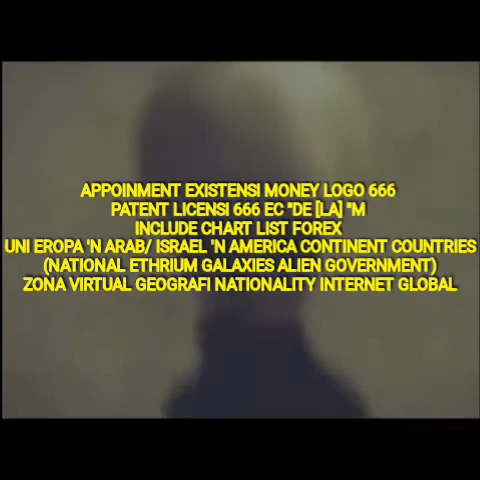 APPOINMENT EXISTENSI MONEY LOGO 666
PATENT LICENSI 666 EC "DE [LA] "M
INCLUDE CHART LIST FOREX
UNI EROPA 'N ARAB/ ISRAEL 'N AMERICA CONTINENT COUNTRIES
(NATIONAL ETHRIUM GALAXIES ALIEN GOVERNMENT)
ZONA VIRTUAL GEOGRAFI NATIONALITY INTERNET GLOBAL